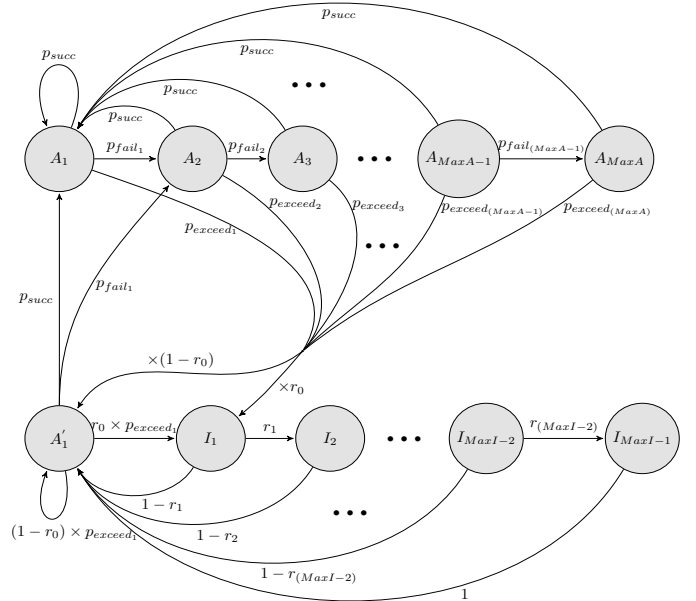 p_{succ}
p_{succ}
p_{succ}
p_{succ}
p_{succ}
A_1 p_{fail_1} A_2 p_{fail_2} A_3 A_{MaxA-1} p_{fail_{(MaxA-1)}} A_{MaxA}
p_{exceed_1} p_{exceed_2} p_{exceed_3} p_{exceed_{(MaxA-1)}} p_{exceed_{(MaxA)}}
p_{succ} p_{fail_1}
×(1−r_0)
×r_0
A_1^' r_0 × p_{exceed_1} I_1 r_1 I_2 I_{MaxI-2} r_{(MaxI-2)} I_{MaxI-1}
(1 − r_0) × p_{exceed_1}
1 − r_1
1 − r_2
1 − r_{(MaxI-2)}
1